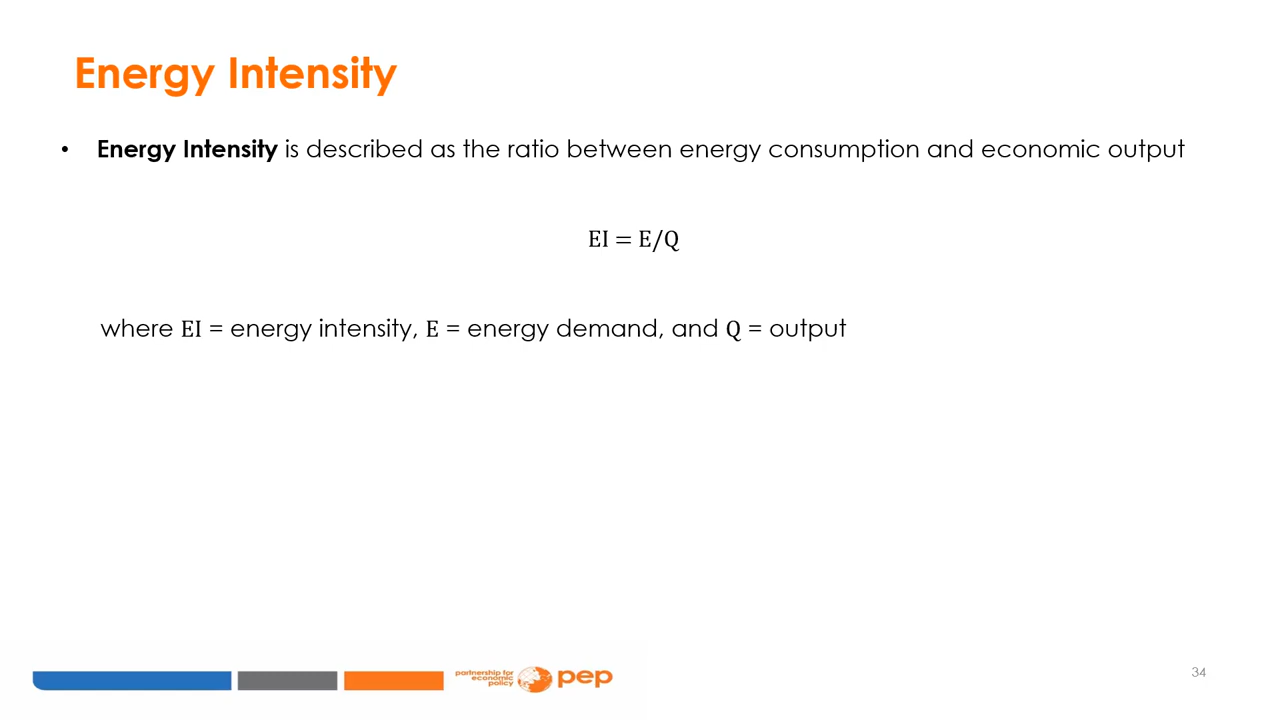 Energy Intensity
• Energy Intensity is described as the ratio between energy consumption and economic output
EI = E/Q
where EI = energy intensity, E = energy demand, and Q = output
partnership for
economic
policy
pep
34